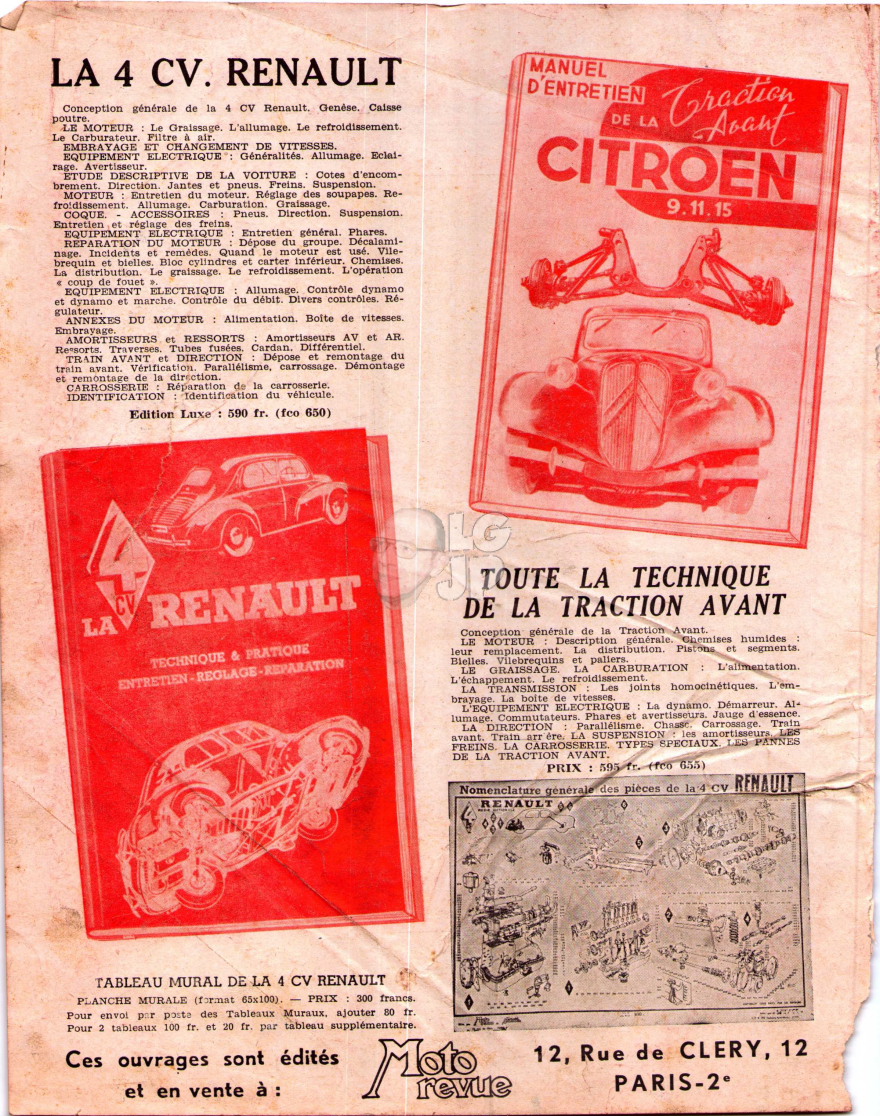 LA 4 CV. RENAULT
Conception générale de la 4 CV Renault. Genèse. Caisse
poutre.
LE MOTEUR : Le Graissage. L'allumage. Le refroidissement.
Le Carburateur. Filtre à air.
EMBRAYAGE ET CHANGEMENT DE VITESSES.
EQUIPEMENT ELECTRIQUE : Généralités. Allumage. Eclai-
rage. Avertisseur.
ETUDE DESCRIPTIVE DE LA VOITURE : Cotes d'encom-
brement. Direction. Jantes et pneus. Freins. Suspension.
MOTEUR : Entretien du moteur. Réglage des soupapes. Re-
froidissement. Allumage. Carburation. Graissage.
COQUE. - ACCESSOIRES : Pneus. Direction. Suspension.
Entretien et réglage des freins.
EQUIPEMENT ELECTRIQUE : Entretien général. Phares.
REPARATION DU MOTEUR : Dépose du groupe. Décalami-
nage. Incidents et remèdes. Quand le moteur est usé. Vile-
brequin et bielles. Bloc cylindres et carter inférieur. Chemises.
La distribution. Le graissage. Le refroidissement. L'opération
« coup de fouet ».
EQUIPEMENT ELECTRIQUE : Allumage. Contrôle dynamo
et dynamo et marche. Contrôle du débit. Divers contrôles. Ré-
gulateur.
ANNEXES DU MOTEUR : Alimentation. Boîte de vitesses.
Embrayage.
AMORTISSEURS et RESSORTS : Amortisseurs AV et AR.
Ressorts. Traverses. Tubes fusées. Cardan. Différentiel.
TRAIN AVANT et DIRECTION : Dépose et remontage du
train avant. Vérification. Parallélisme, carrossage. Démontage
et remontage de la direction.
CARROSSERIE : Réparation de la carrosserie.
IDENTIFICATION : Identification du véhicule.
Edition Luxe : 590 fr. (fco 650)
MANUEL
D'ENTRETIEN
DE LA Traction
Avant
CITROEN
9.11.15
4
CV
LA RENAULT
TECHNIQUE & PRATIQUE
ENTRETIEN - REGLAGE - REPARATION
LG
JP
TOUTE LA TECHNIQUE
DE LA TRACTION AVANT
Conception générale de la Traction Avant.
LE MOTEUR : Description générale. Chemises humides :
leur remplacement. La distribution. Pistons et segments.
Bielles. Vilebrequins et paliers.
LE GRAISSAGE. LA CARBURATION : L'alimentation.
L'échappement. Le refroidissement.
LA TRANSMISSION : Les joints homocinétiques. L'em-
brayage. La boîte de vitesses.
L'EQUIPEMENT ELECTRIQUE : La dynamo. Démarreur. Al-
lumage. Commutateurs. Phares et avertisseurs. Jauge d'essence.
LA DIRECTION : Parallélisme. Chasse. Carrossage. Train
avant. Train arr ère. LA SUSPENSION : les amortisseurs. LES
FREINS. LA CARROSSERIE. TYPES SPECIAUX. LES PANNES
DE LA TRACTION AVANT.
PRIX : 595 fr. (fco 655)
Nomenclature générale des pièces de la 4 CV RENAULT
4 RENAULT
TABLEAU MURAL DE LA 4 CV RENAULT
PLANCHE MURALE (format 65x100). — PRIX : 300 francs.
Pour envoi par poste des Tableaux Muraux, ajouter 80 fr.
Pour 2 tableaux 100 fr. et 20 fr. par tableau supplémentaire.
Ces ouvrages sont édités
et en vente à :
Moto
revue
12, Rue de CLERY, 12
PARIS-2e